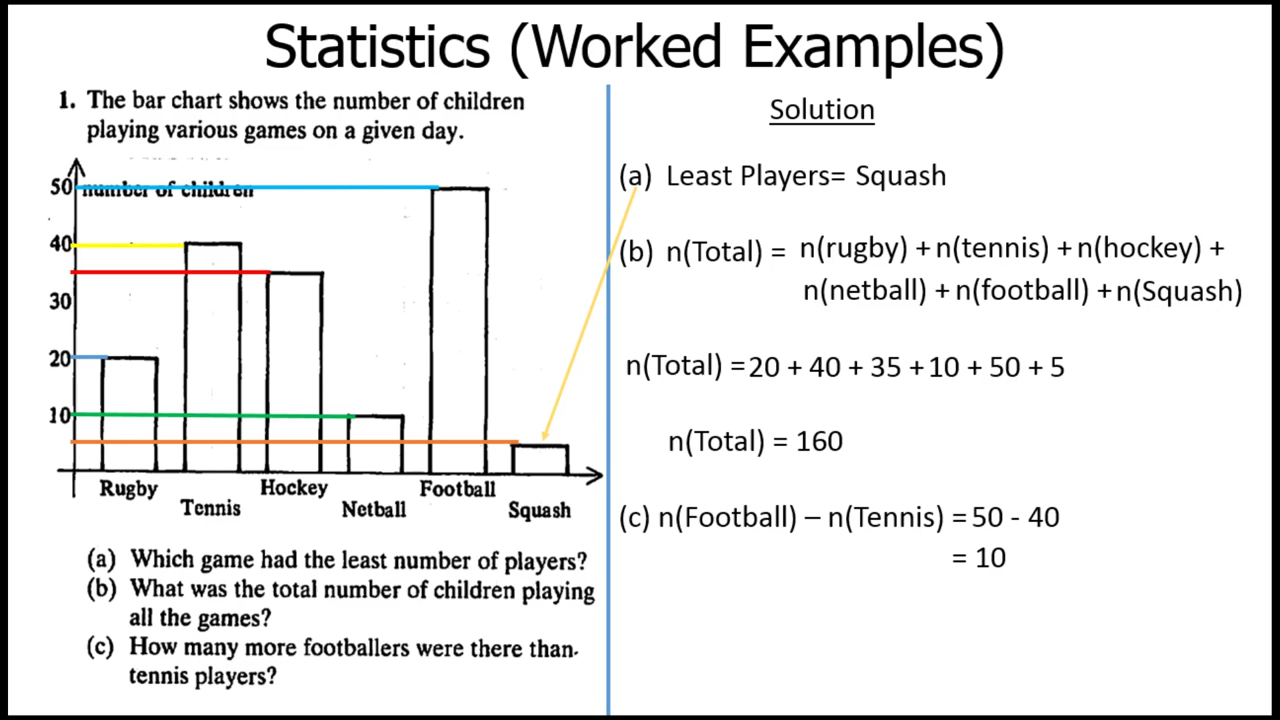 Statistics (Worked Examples)
1. The bar chart shows the number of children
playing various games on a given day.
number of children
50
40
30
20
10
Rugby
Tennis
Hockey
Netball
Football
Squash
(a) Which game had the least number of players?
(b) What was the total number of children playing
all the games?
(c) How many more footballers were there than
tennis players?
Solution
(a) Least Players= Squash
(b) n(Total) = n(rugby) + n(tennis) + n(hockey) +
n(netball) + n(football) + n(Squash)
n(Total) = 20 + 40 + 35 + 10 + 50 + 5
n(Total) = 160
(c) n(Football) – n(Tennis) = 50 - 40
= 10